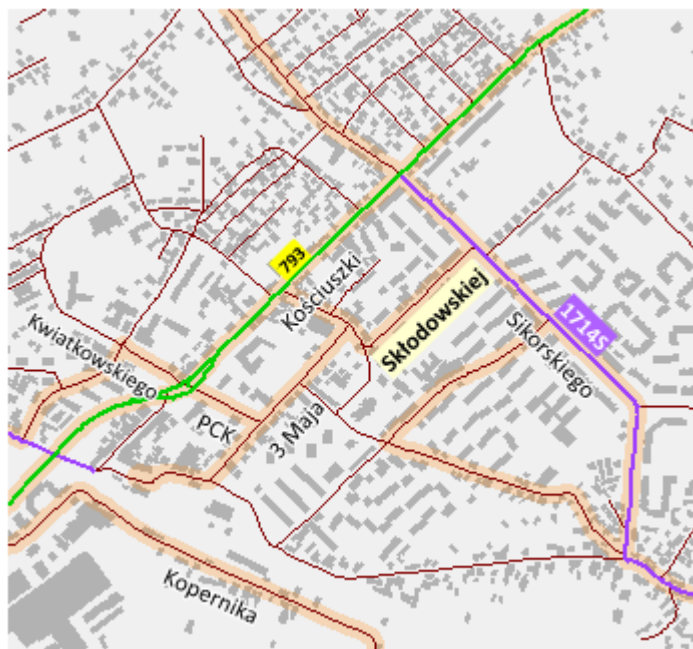 793
Kościuszki
Skłodowskiej
1714S
Sikorskiego
Kwiatkowskiego
PCK
3 Maja
Kopernika